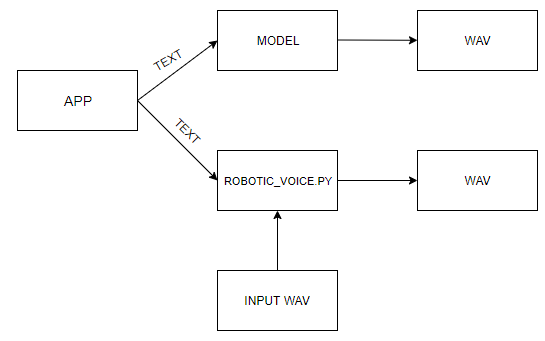 MODEL
WAV
TEXT
APP
TEXT
ROBOTIC_VOICE.PY
WAV
INPUT WAV